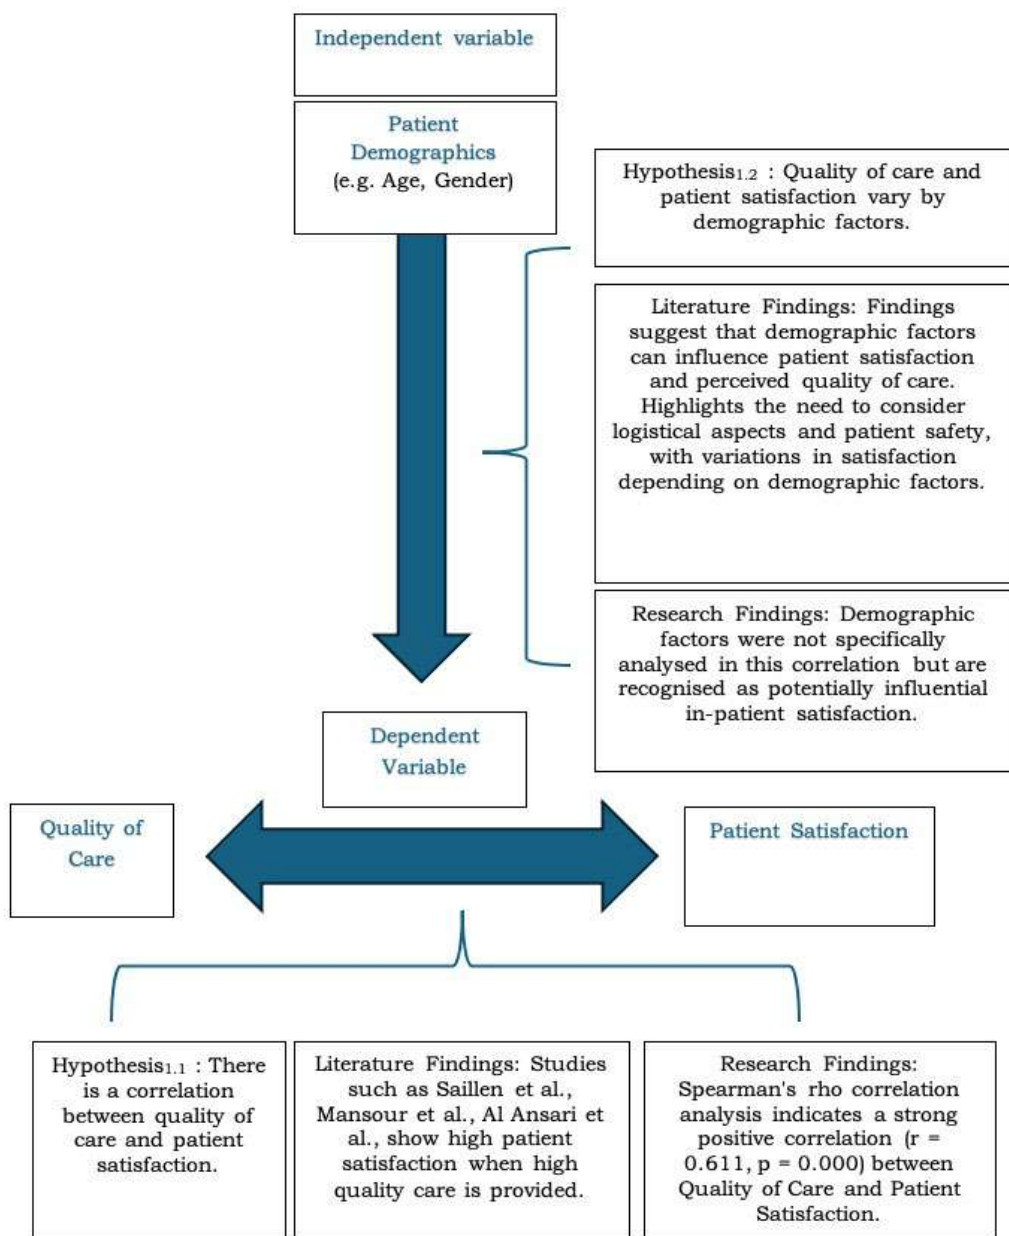 Independent variable
Patient
Demographics
(e.g. Age, Gender)
Hypothesis1.2 : Quality of care and
patient satisfaction vary by
demographic factors.
Literature Findings: Findings
suggest that demographic factors
can influence patient satisfaction
and perceived quality of care.
Highlights the need to consider
logistical aspects and patient safety,
with variations in satisfaction
depending on demographic factors.
Research Findings: Demographic
factors were not specifically
analysed in this correlation but are
recognised as potentially influential
in-patient satisfaction.
Dependent
Variable
Quality of
Care
Patient Satisfaction
Hypothesis1.1 : There
is a correlation
between quality of
care and patient
satisfaction.
Literature Findings: Studies
such as Saillen et al.,
Mansour et al., Al Ansari et
al., show high patient
satisfaction when high
quality care is provided.
Research Findings:
Spearman's rho correlation
analysis indicates a strong
positive correlation (r =
0.611, p = 0.000) between
Quality of Care and Patient
Satisfaction.